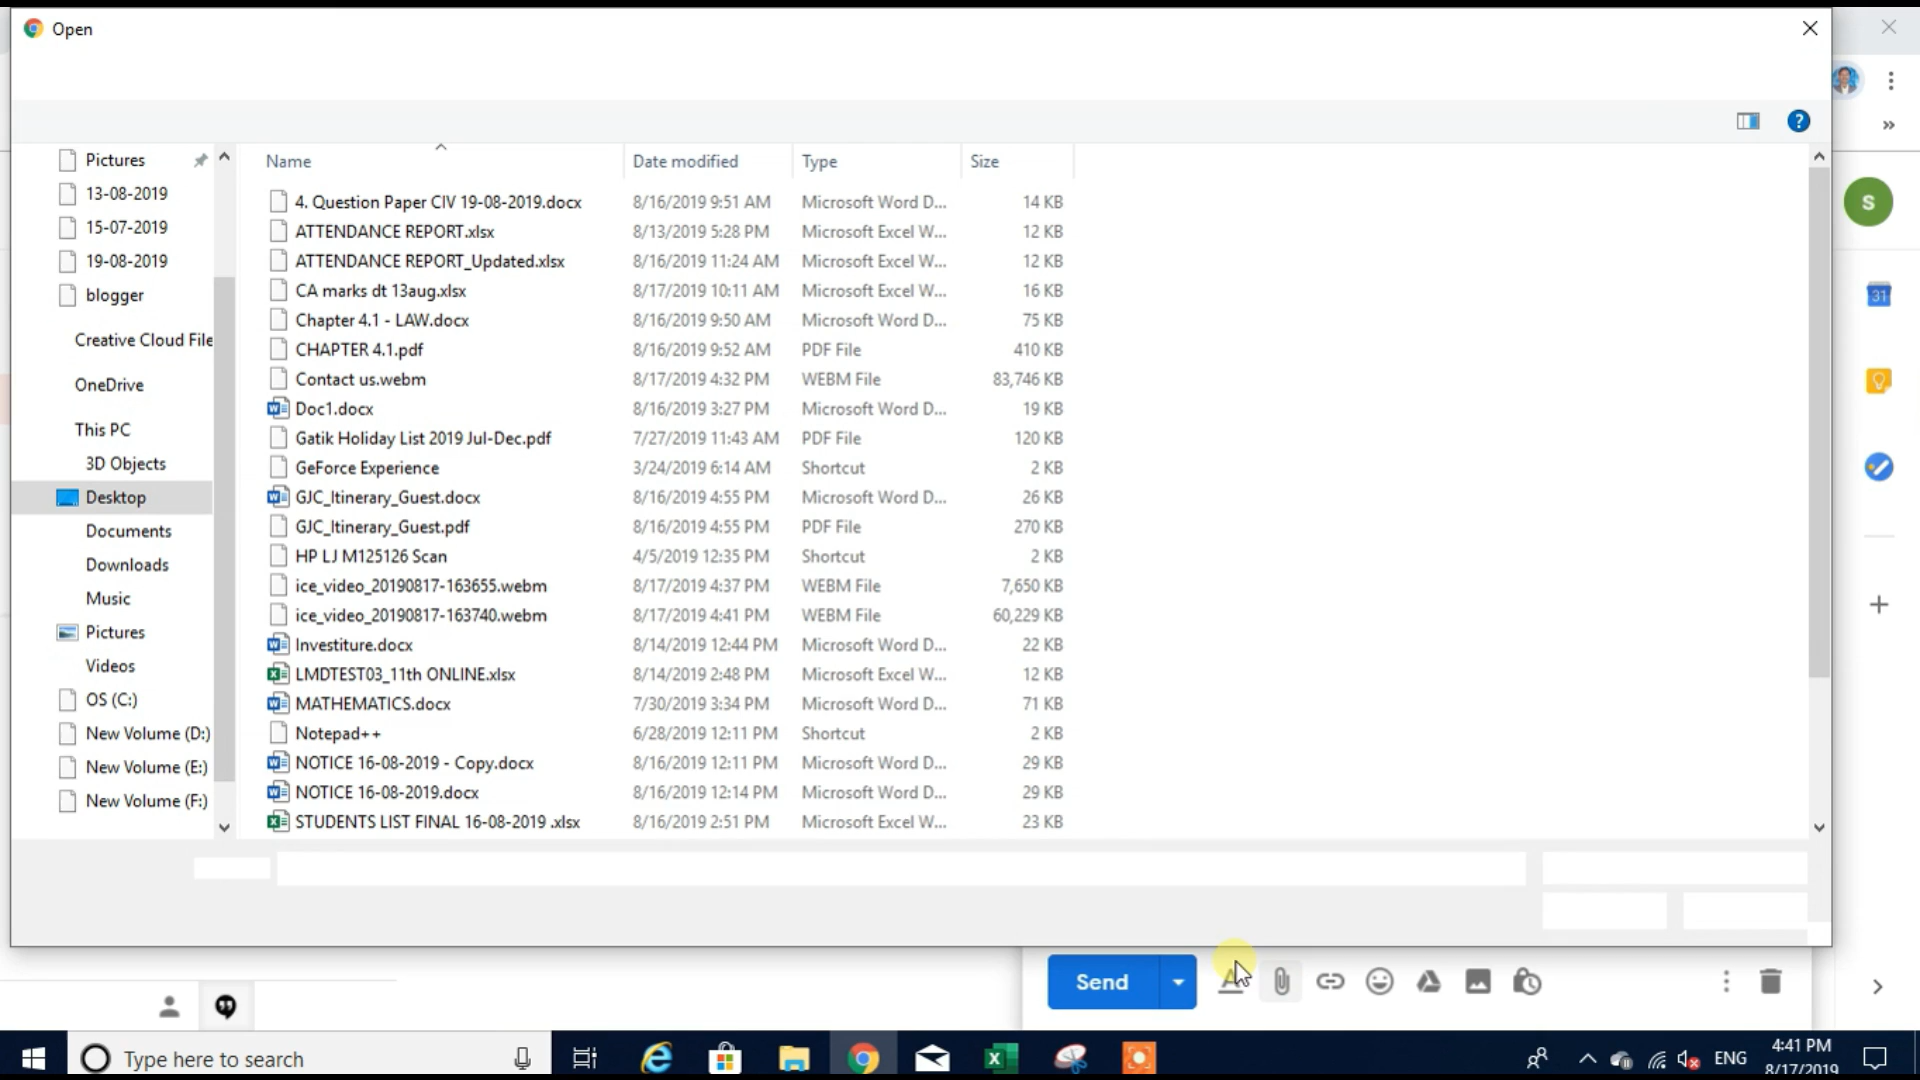 Open
Name Date modified Type Size
Pictures
13-08-2019
15-07-2019
19-08-2019
blogger
Creative Cloud File
OneDrive
This PC
3D Objects
Desktop
Documents
Downloads
Music
Pictures
Videos
OS (C:)
New Volume (D:)
New Volume (E:)
New Volume (F:)
4. Question Paper CIV 19-08-2019.docx 8/16/2019 9:51 AM Microsoft Word D... 14 KB
ATTENDANCE REPORT.xlsx 8/13/2019 5:28 PM Microsoft Excel W... 12 KB
ATTENDANCE REPORT_Updated.xlsx 8/16/2019 11:24 AM Microsoft Excel W... 12 KB
CA marks dt 13aug.xlsx 8/17/2019 10:11 AM Microsoft Excel W... 16 KB
Chapter 4.1 - LAW.docx 8/16/2019 9:50 AM Microsoft Word D... 75 KB
CHAPTER 4.1.pdf 8/16/2019 9:52 AM PDF File 410 KB
Contact us.webm 8/17/2019 4:32 PM WEBM File 83,746 KB
Doc1.docx 8/16/2019 3:27 PM Microsoft Word D... 19 KB
Gatik Holiday List 2019 Jul-Dec.pdf 7/27/2019 11:43 AM PDF File 120 KB
GeForce Experience 3/24/2019 6:14 AM Shortcut 2 KB
GJC_Itinerary_Guest.docx 8/16/2019 4:55 PM Microsoft Word D... 26 KB
GJC_Itinerary_Guest.pdf 8/16/2019 4:55 PM PDF File 270 KB
HP LJ M125126 Scan 4/5/2019 12:35 PM Shortcut 2 KB
ice_video_20190817-163655.webm 8/17/2019 4:37 PM WEBM File 7,650 KB
ice_video_20190817-163740.webm 8/17/2019 4:41 PM WEBM File 60,229 KB
Investiture.docx 8/14/2019 12:44 PM Microsoft Word D... 22 KB
LMDTEST03_11th ONLINE.xlsx 8/14/2019 2:48 PM Microsoft Excel W... 12 KB
MATHEMATICS.docx 7/30/2019 3:34 PM Microsoft Word D... 71 KB
Notepad++ 6/28/2019 12:11 PM Shortcut 2 KB
NOTICE 16-08-2019 - Copy.docx 8/16/2019 12:11 PM Microsoft Word D... 29 KB
NOTICE 16-08-2019.docx 8/16/2019 12:14 PM Microsoft Word D... 29 KB
STUDENTS LIST FINAL 16-08-2019 .xlsx 8/16/2019 2:51 PM Microsoft Excel W... 23 KB
S
31
Send
Type here to search
ENG
4:41 PM
8/17/2019